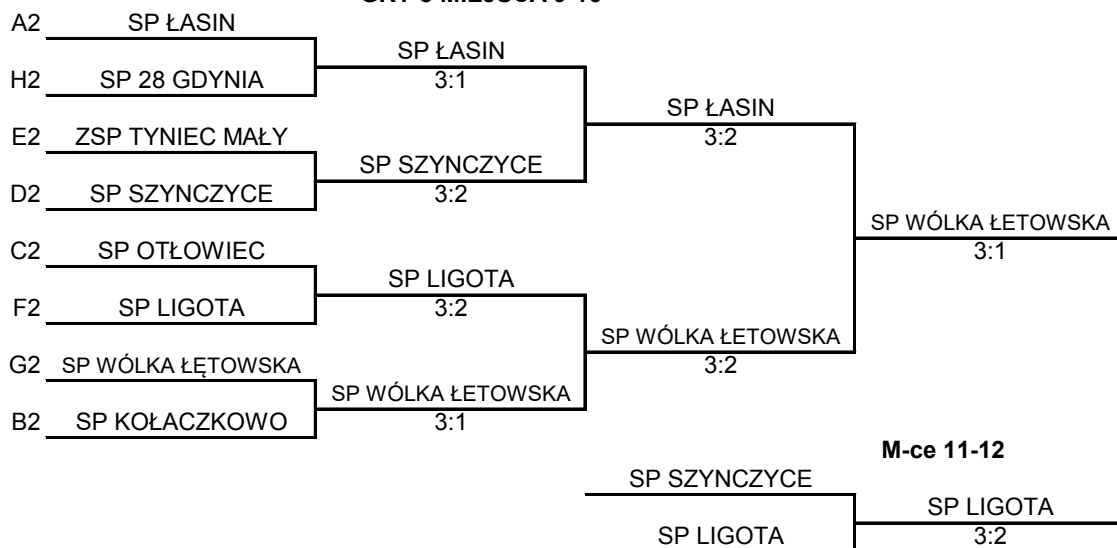 A2 SP ŁASIN
SP ŁASIN
H2 SP 28 GDYNIA
3:1
SP ŁASIN
E2 ZSP TYNIEC MAŁY
3:2
SP SZYNCZYCE
D2 SP SZYNCZYCE
3:2
SP WÓLKA ŁETOWSKA
C2 SP OTŁOWIEC
3:1
SP LIGOTA
F2 SP LIGOTA
3:2
SP WÓLKA ŁETOWSKA
G2 SP WÓLKA ŁĘTOWSKA
3:2
SP WÓLKA ŁETOWSKA
B2 SP KOŁACZKOWO
3:1
M-ce 11-12
SP SZYNCZYCE
SP LIGOTA
SP LIGOTA
3:2